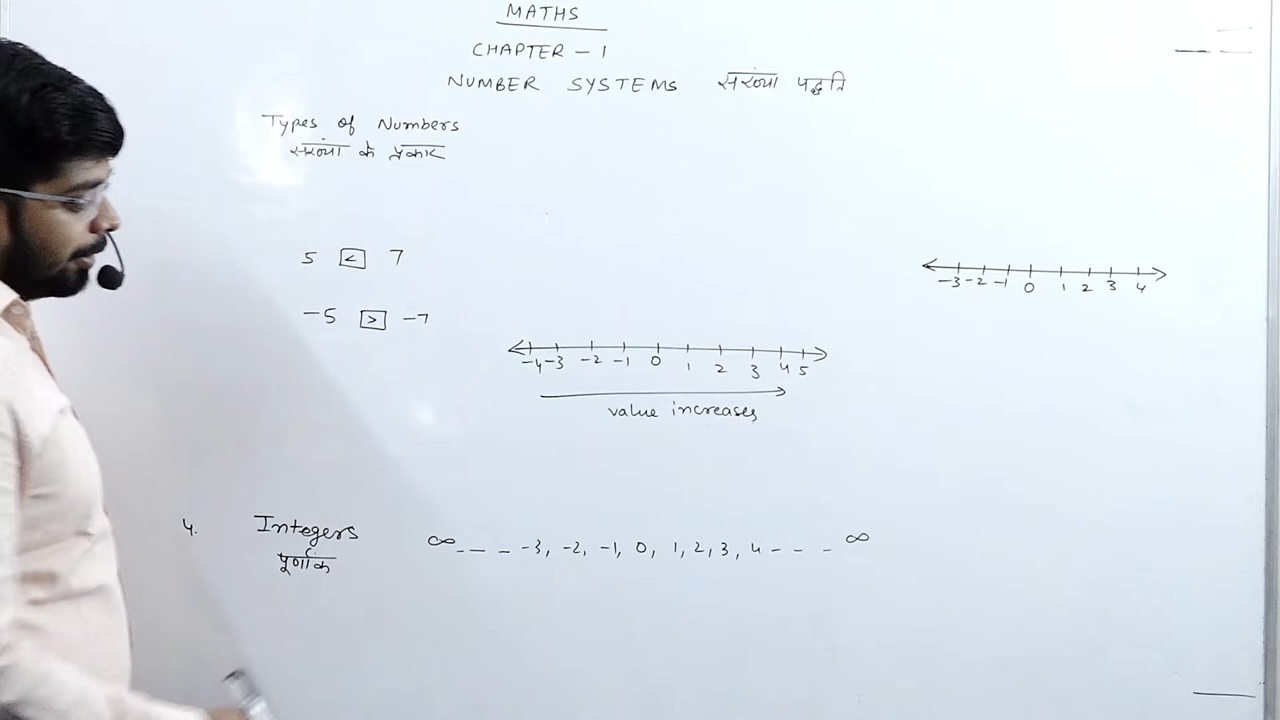 MATHS
CHAPTER - 1
NUMBER SYSTEMS संख्या पद्धति
Types of Numbers
संख्या के प्रकार
5 < 7
-3 -2 -1 0 1 2 3 4
-5 > -7
-4 -3 -2 -1 0 1 2 3 4 5
value increases
4. Integers ∞ - - - -3, -2, -1, 0, 1, 2, 3, 4 - - - ∞
पूर्णांक